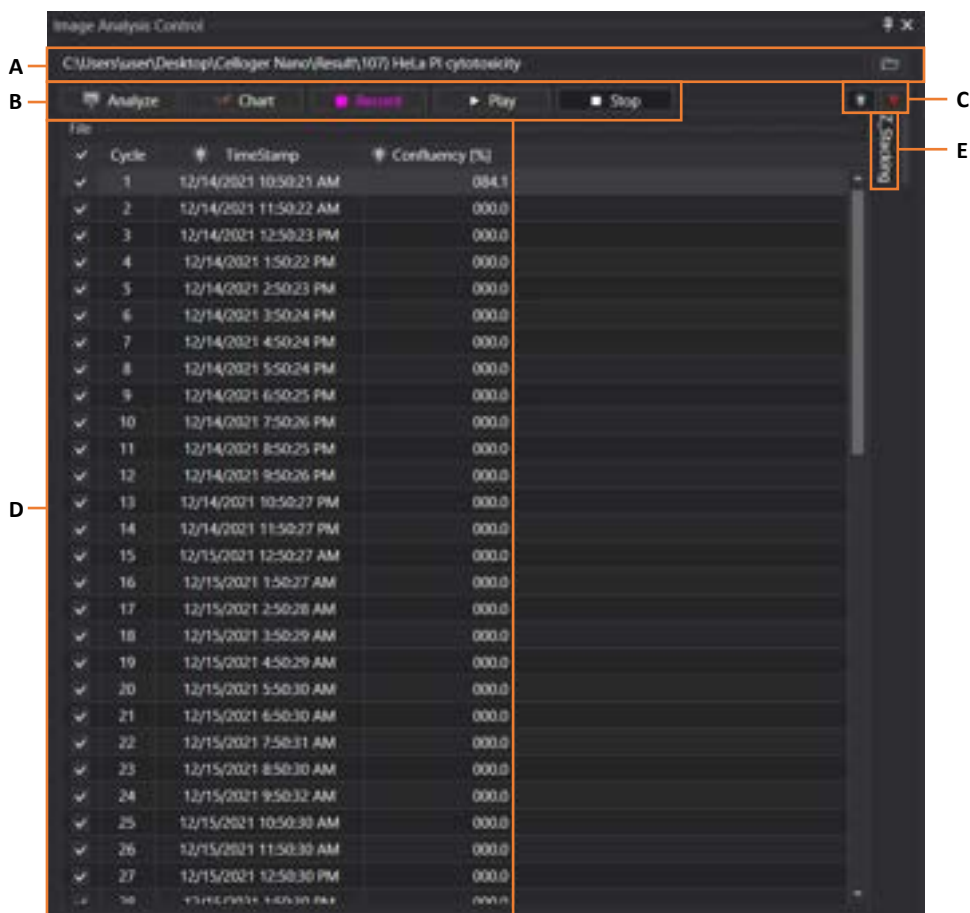 Image Analysis Control
A
C:\Users\user\Desktop\Celloger Nano\Result\107) HeLa PI cytotoxicity
B
Analyze Chart Record Play Stop
C
File
Z_Stacking
E
Cycle TimeStamp Confluency [%]
1 12/14/2021 10:50:21 AM 084.1
2 12/14/2021 11:50:22 AM 000.0
3 12/14/2021 12:50:23 PM 000.0
4 12/14/2021 1:50:22 PM 000.0
5 12/14/2021 2:50:23 PM 000.0
6 12/14/2021 3:50:24 PM 000.0
7 12/14/2021 4:50:24 PM 000.0
8 12/14/2021 5:50:24 PM 000.0
9 12/14/2021 6:50:25 PM 000.0
10 12/14/2021 7:50:26 PM 000.0
11 12/14/2021 8:50:25 PM 000.0
12 12/14/2021 9:50:26 PM 000.0
13 12/14/2021 10:50:27 PM 000.0
D
14 12/14/2021 11:50:27 PM 000.0
15 12/15/2021 12:50:27 AM 000.0
16 12/15/2021 1:50:27 AM 000.0
17 12/15/2021 2:50:28 AM 000.0
18 12/15/2021 3:50:29 AM 000.0
19 12/15/2021 4:50:29 AM 000.0
20 12/15/2021 5:50:30 AM 000.0
21 12/15/2021 6:50:30 AM 000.0
22 12/15/2021 7:50:31 AM 000.0
23 12/15/2021 8:50:30 AM 000.0
24 12/15/2021 9:50:32 AM 000.0
25 12/15/2021 10:50:30 AM 000.0
26 12/15/2021 11:50:30 AM 000.0
27 12/15/2021 12:50:30 PM 000.0